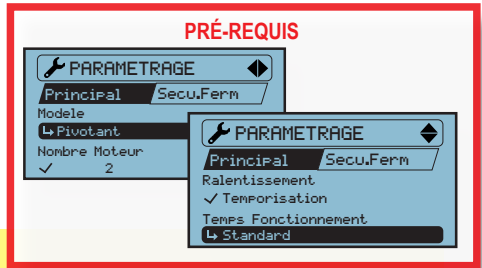 PRÉ-REQUIS
PARAMETRAGE
Principal Secu.Ferm
Modele
Pivotant
Nombre Moteur
2
PARAMETRAGE
Principal Secu.Ferm
Ralentissement
Temporisation
Temps Fonctionnement
Standard